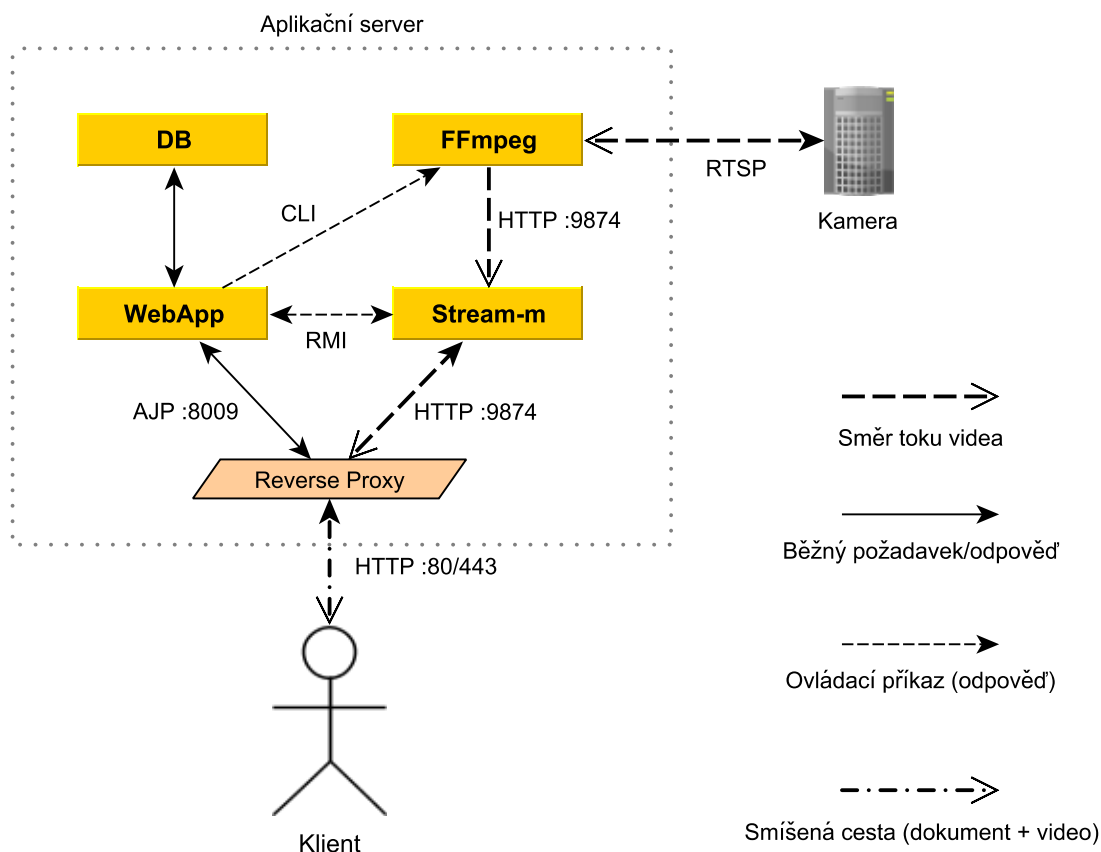 Aplikační server
DB
FFmpeg
RTSP
Kamera
CLI
HTTP :9874
WebApp
Stream-m
RMI
AJP :8009
HTTP :9874
Reverse Proxy
HTTP :80/443
Klient
Směr toku videa
Běžný požadavek/odpověď
Ovládací příkaz (odpověď)
Smíšená cesta (dokument + video)